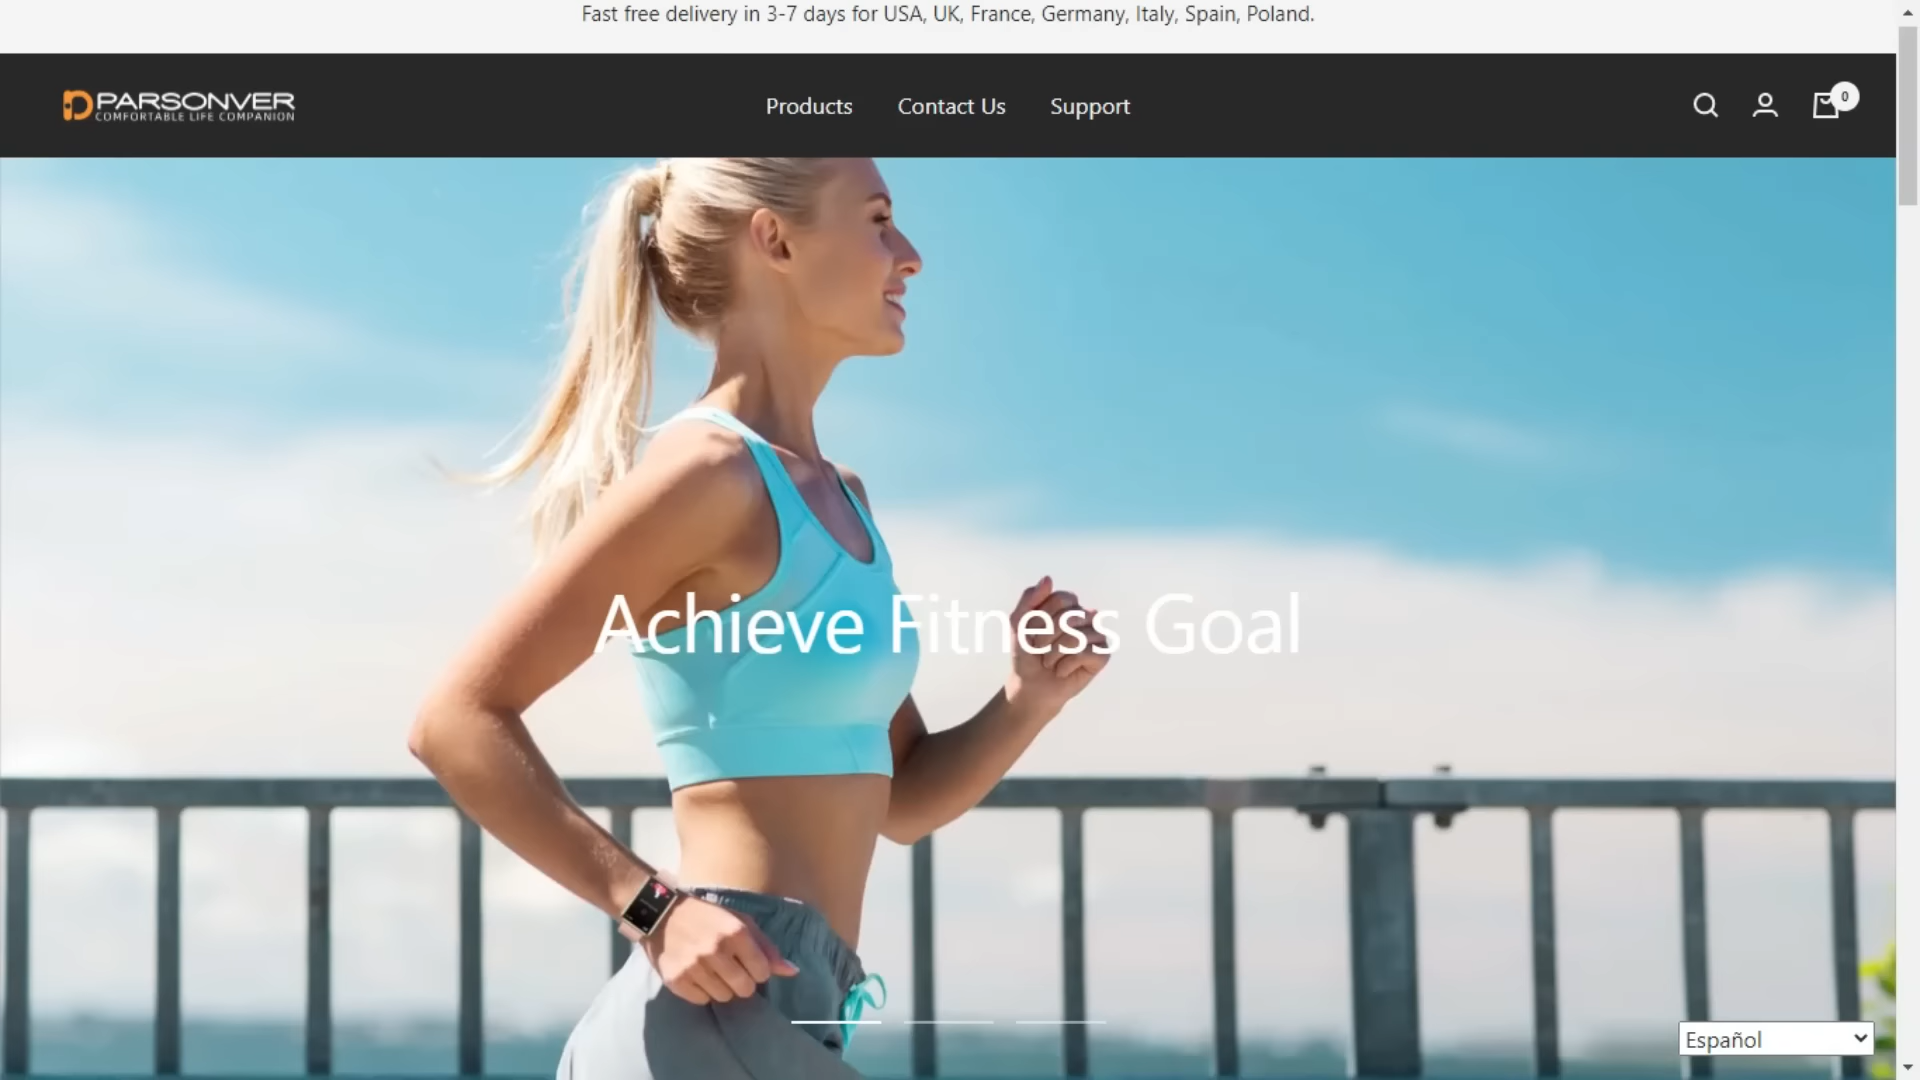 Fast free delivery in 3-7 days for USA, UK, France, Germany, Italy, Spain, Poland.
PARSONVER
COMFORTABLE LIFE COMPANION
Products
Contact Us
Support
0
Achieve Fitness Goal
Español